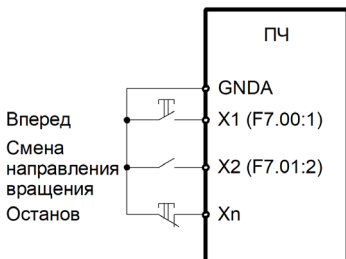 ПЧ
GNDA
Вперед
X1 (F7.00:1)
Смена
направления
вращения
X2 (F7.01:2)
Останов
Xn